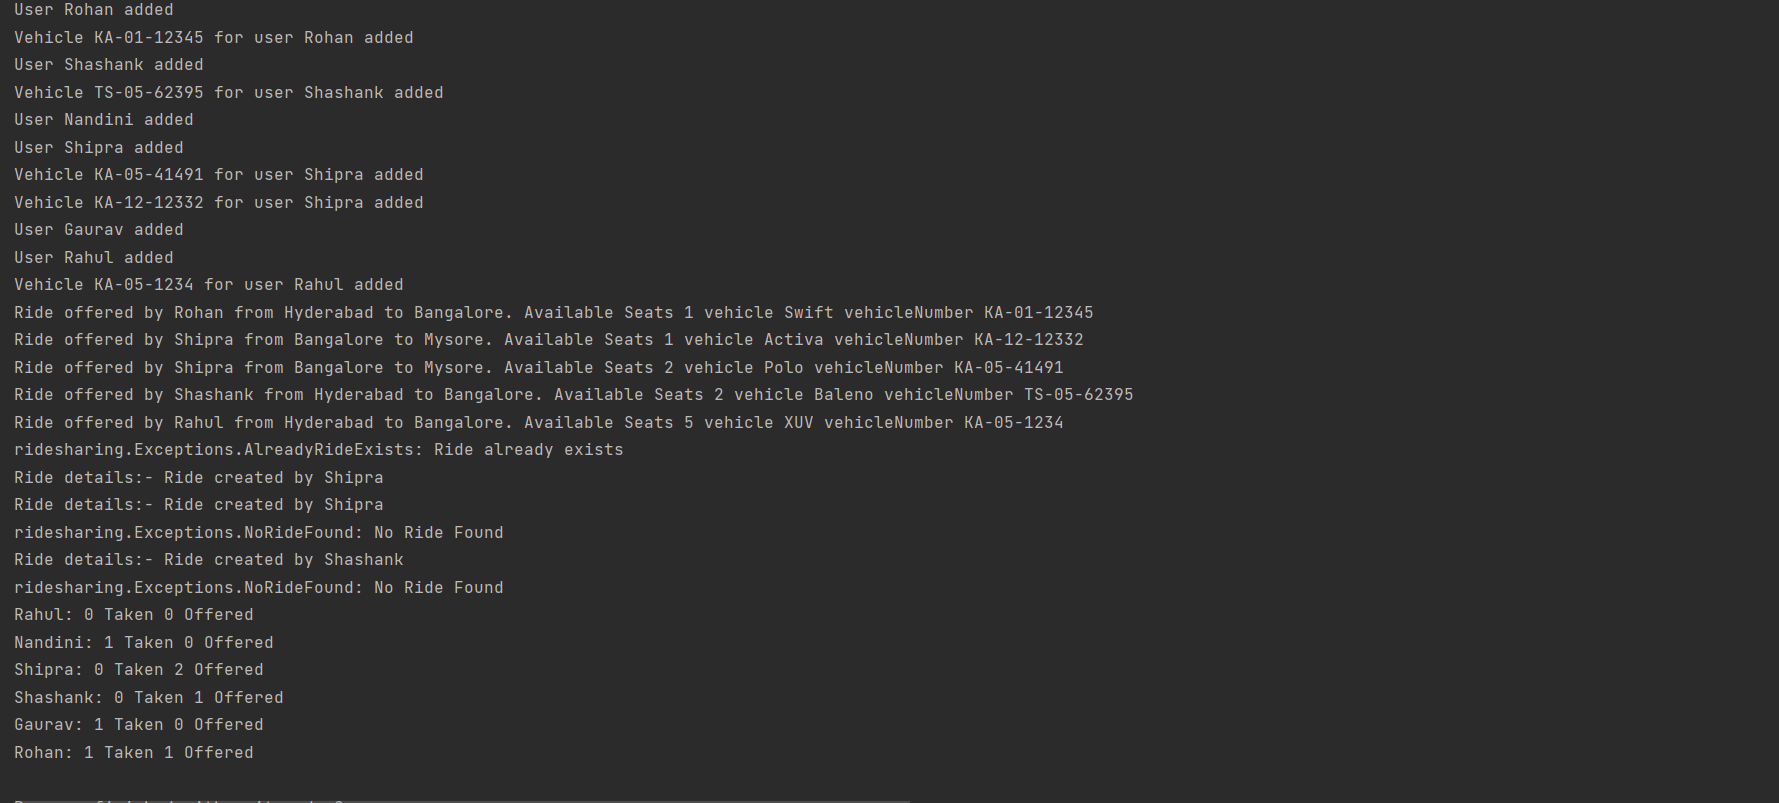 User Rohan added
Vehicle KA-01-12345 for user Rohan added
User Shashank added
Vehicle TS-05-62395 for user Shashank added
User Nandini added
User Shipra added
Vehicle KA-05-41491 for user Shipra added
Vehicle KA-12-12332 for user Shipra added
User Gaurav added
User Rahul added
Vehicle KA-05-1234 for user Rahul added
Ride offered by Rohan from Hyderabad to Bangalore. Available Seats 1 vehicle Swift vehicleNumber KA-01-12345
Ride offered by Shipra from Bangalore to Mysore. Available Seats 1 vehicle Activa vehicleNumber KA-12-12332
Ride offered by Shipra from Bangalore to Mysore. Available Seats 2 vehicle Polo vehicleNumber KA-05-41491
Ride offered by Shashank from Hyderabad to Bangalore. Available Seats 2 vehicle Baleno vehicleNumber TS-05-62395
Ride offered by Rahul from Hyderabad to Bangalore. Available Seats 5 vehicle XUV vehicleNumber KA-05-1234
ridesharing.Exceptions.AlreadyRideExists: Ride already exists
Ride details:- Ride created by Shipra
Ride details:- Ride created by Shipra
ridesharing.Exceptions.NoRideFound: No Ride Found
Ride details:- Ride created by Shashank
ridesharing.Exceptions.NoRideFound: No Ride Found
Rahul: 0 Taken 0 Offered
Nandini: 1 Taken 0 Offered
Shipra: 0 Taken 2 Offered
Shashank: 0 Taken 1 Offered
Gaurav: 1 Taken 0 Offered
Rohan: 1 Taken 1 Offered